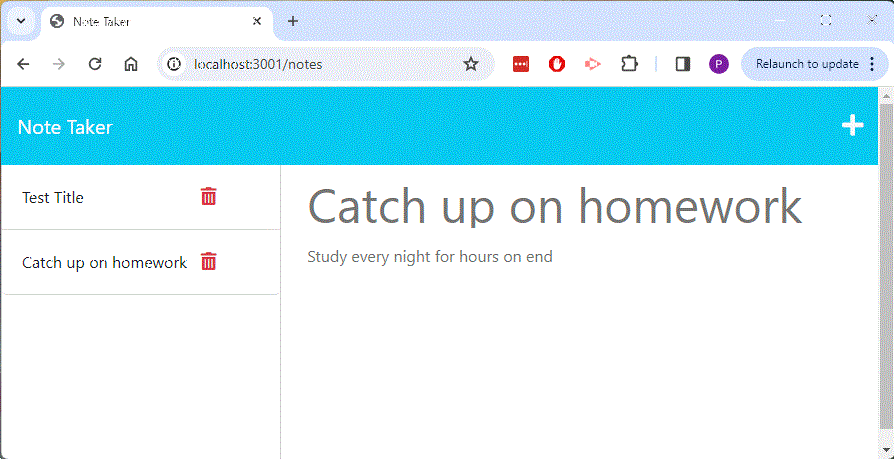 Note Taker
localhost:3001/notes
P
Relaunch to update
Note Taker
Test Title
Catch up on homework
Catch up on homework
Study every night for hours on end